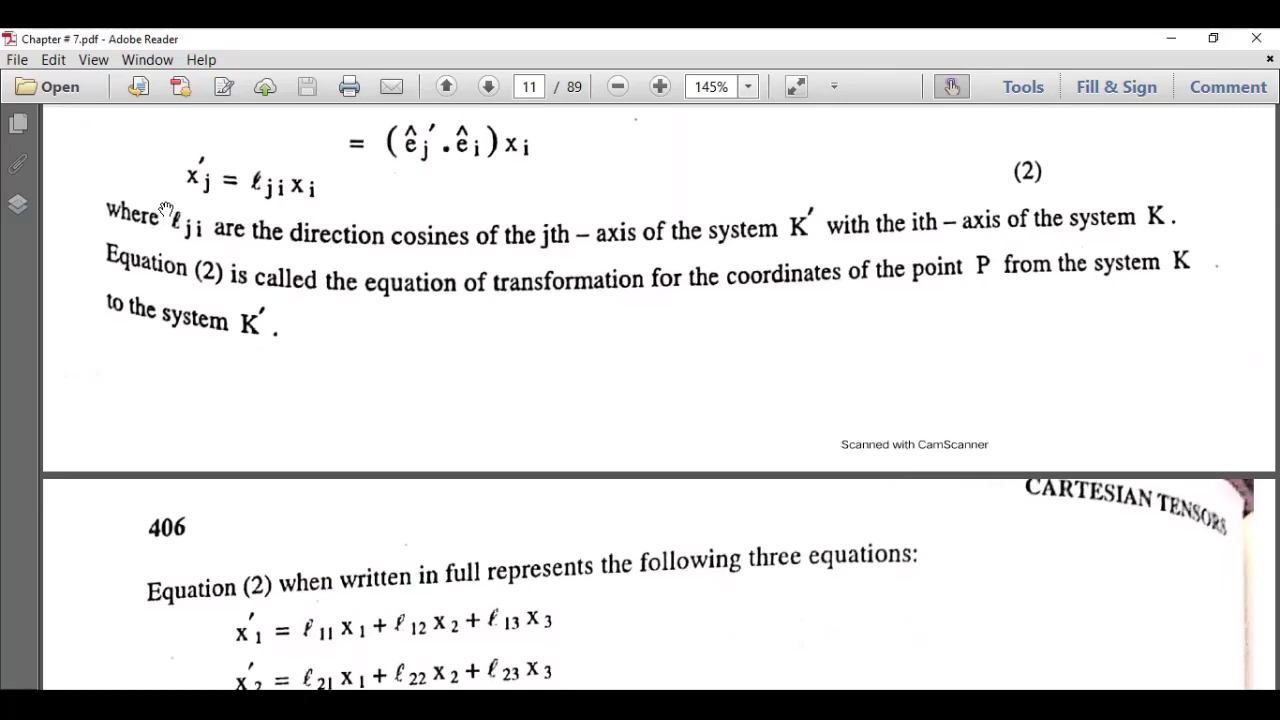 Chapter # 7.pdf - Adobe Reader
File Edit View Window Help
Open 11 / 89 145% Tools Fill & Sign Comment
= (ê′j . êi) xi
x′j = ℓji xi (2)
where ℓji are the direction cosines of the jth – axis of the system K′ with the ith – axis of the system K .
Equation (2) is called the equation of transformation for the coordinates of the point P from the system K
to the system K′ .
Scanned with CamScanner
CARTESIAN TENSORS
406
Equation (2) when written in full represents the following three equations:
x′1 = ℓ11 x1 + ℓ12 x2 + ℓ13 x3
x′2 = ℓ21 x1 + ℓ22 x2 + ℓ23 x3